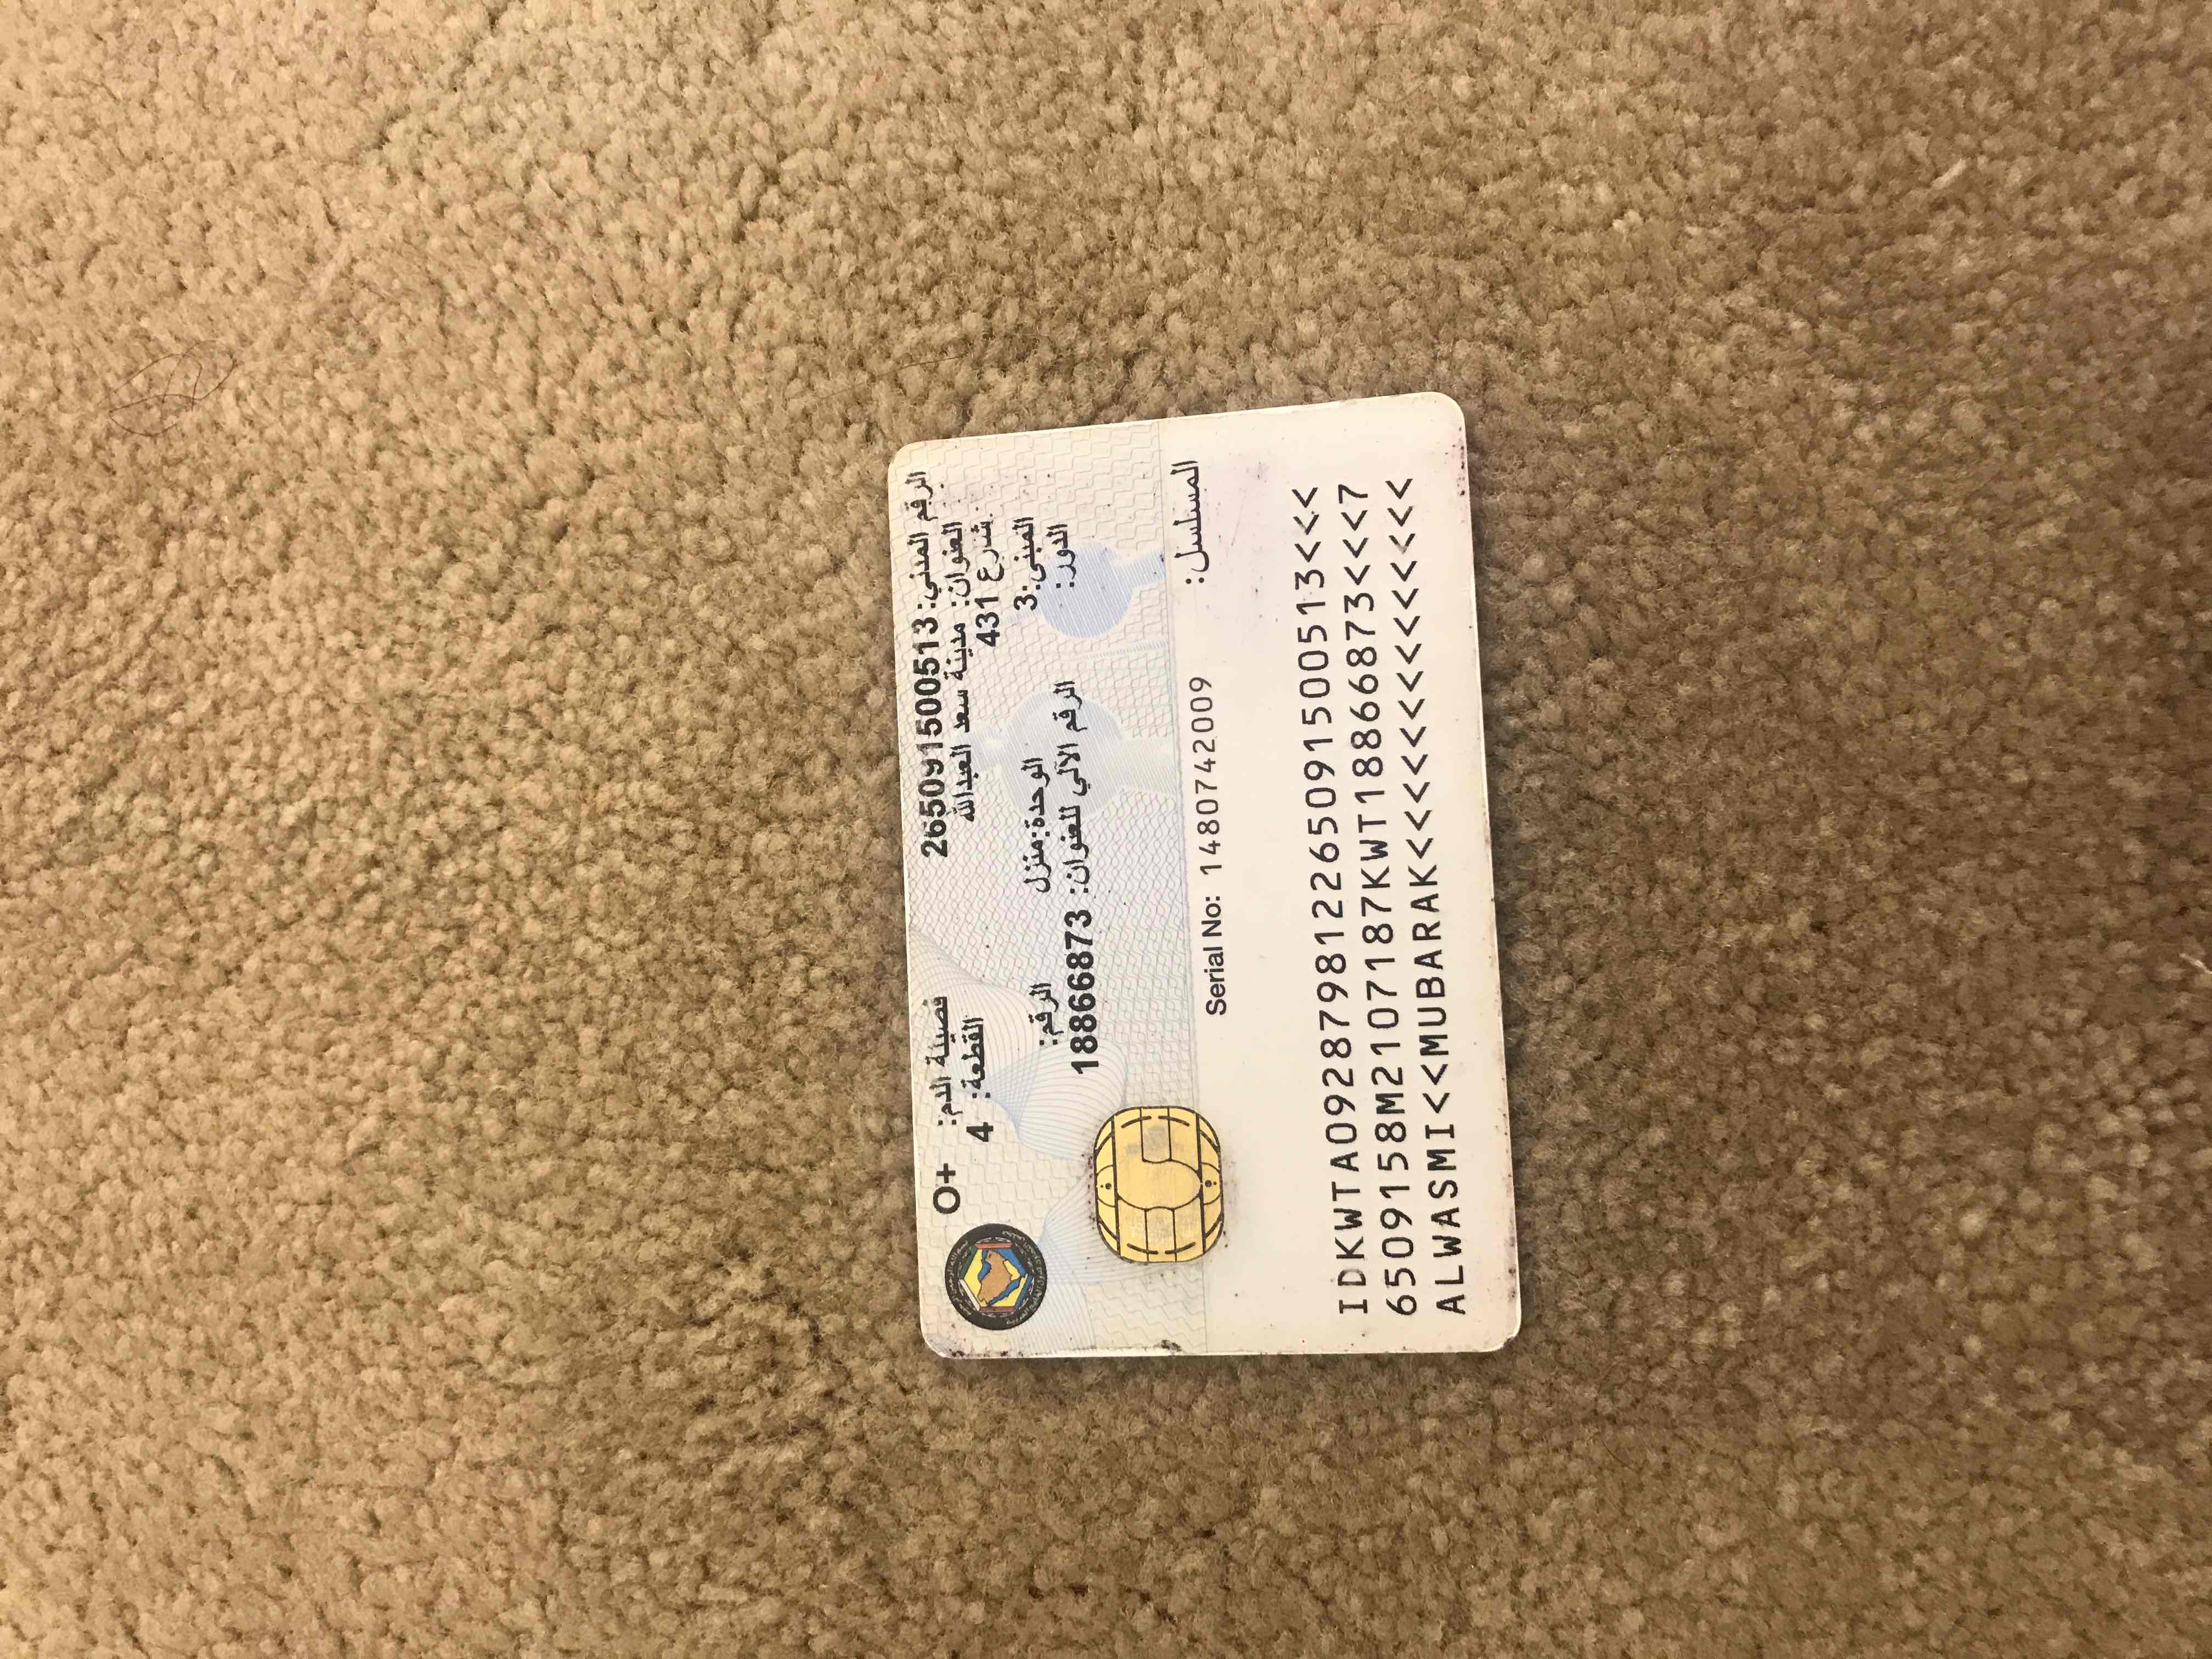 الرقم المدني: 265091500513 فصيلة الدم: O+
العنوان: مدينة سعد العبدالله القطعة: 4
شارع 431
المبنى: 3 الوحدة: منزل الرقم:
الدور: الرقم الآلي للعنوان: 18866873
المسلسل: Serial No: 1480742009
IDKWTA092879812265091500513<<<
6509158M2107187KWT18866873<<<7
ALWASMI<<MUBARAK<<<<<<<<<<<<<<